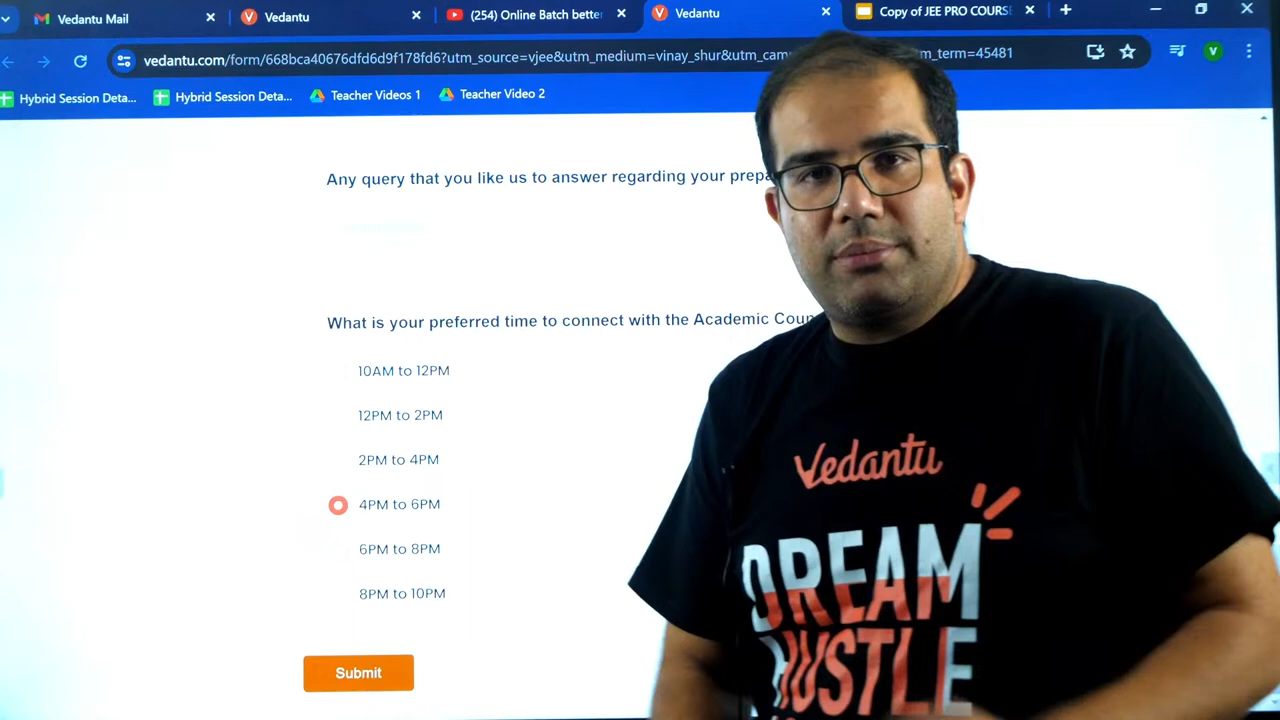 Vedantu Mail
Vedantu
(254) Online Batch better
Vedantu
Copy of JEE PRO COURS
vedantu.com/form/668bca40676dfd6d9f178fd6?utm_source=vjee&utm_medium=vinay_shur&utm_cam
m_term=45481
V
Hybrid Session Deta...
Hybrid Session Deta...
Teacher Videos 1
Teacher Video 2
Any query that you like us to answer regarding your prepa
What is your preferred time to connect with the Academic Coun
10AM to 12PM
12PM to 2PM
2PM to 4PM
4PM to 6PM
6PM to 8PM
8PM to 10PM
Submit
Vedantu
DREAM
HUSTLE